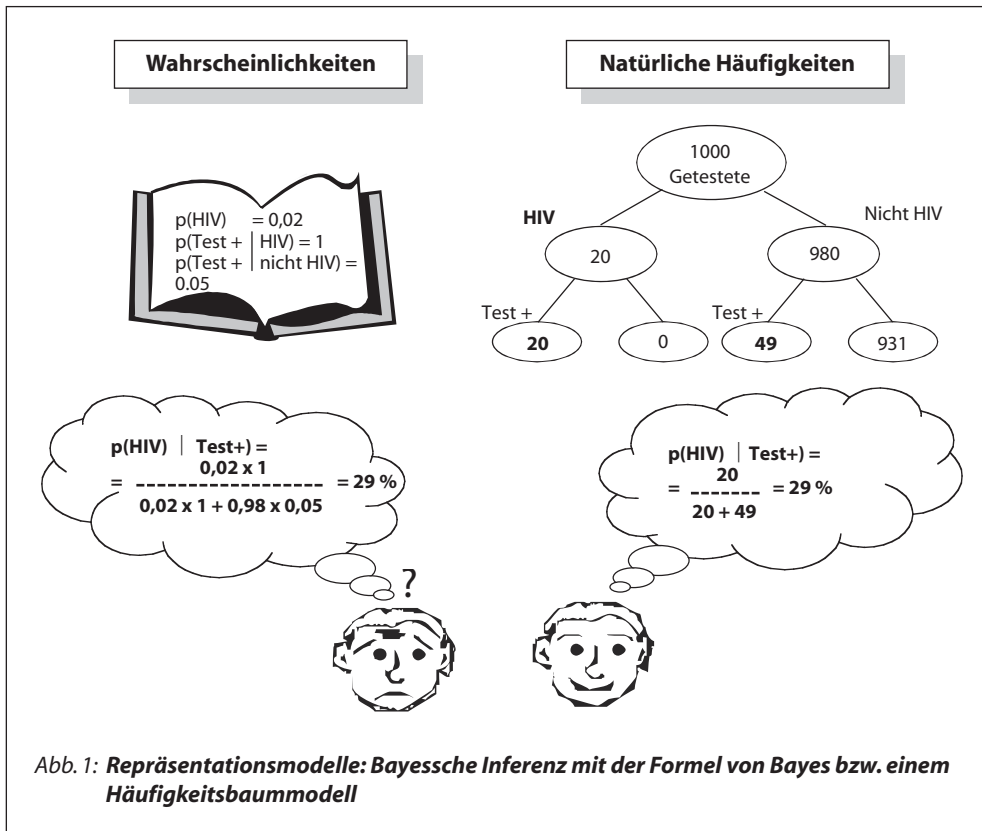 Wahrscheinlichkeiten
p(HIV) = 0,02
p(Test + | HIV) = 1
p(Test + | nicht HIV) =
0.05
p(HIV) | Test+) =
0,02 x 1
= -------------------- = 29 %
0,02 x 1 + 0,98 x 0,05
?
Natürliche Häufigkeiten
1000
Getestete
HIV
Nicht HIV
20
980
Test +
Test +
20
0
49
931
p(HIV) | Test+) =
20
= ------- = 29 %
20 + 49
Abb. 1: Repräsentationsmodelle: Bayessche Inferenz mit der Formel von Bayes bzw. einem
Häufigkeitsbaummodell